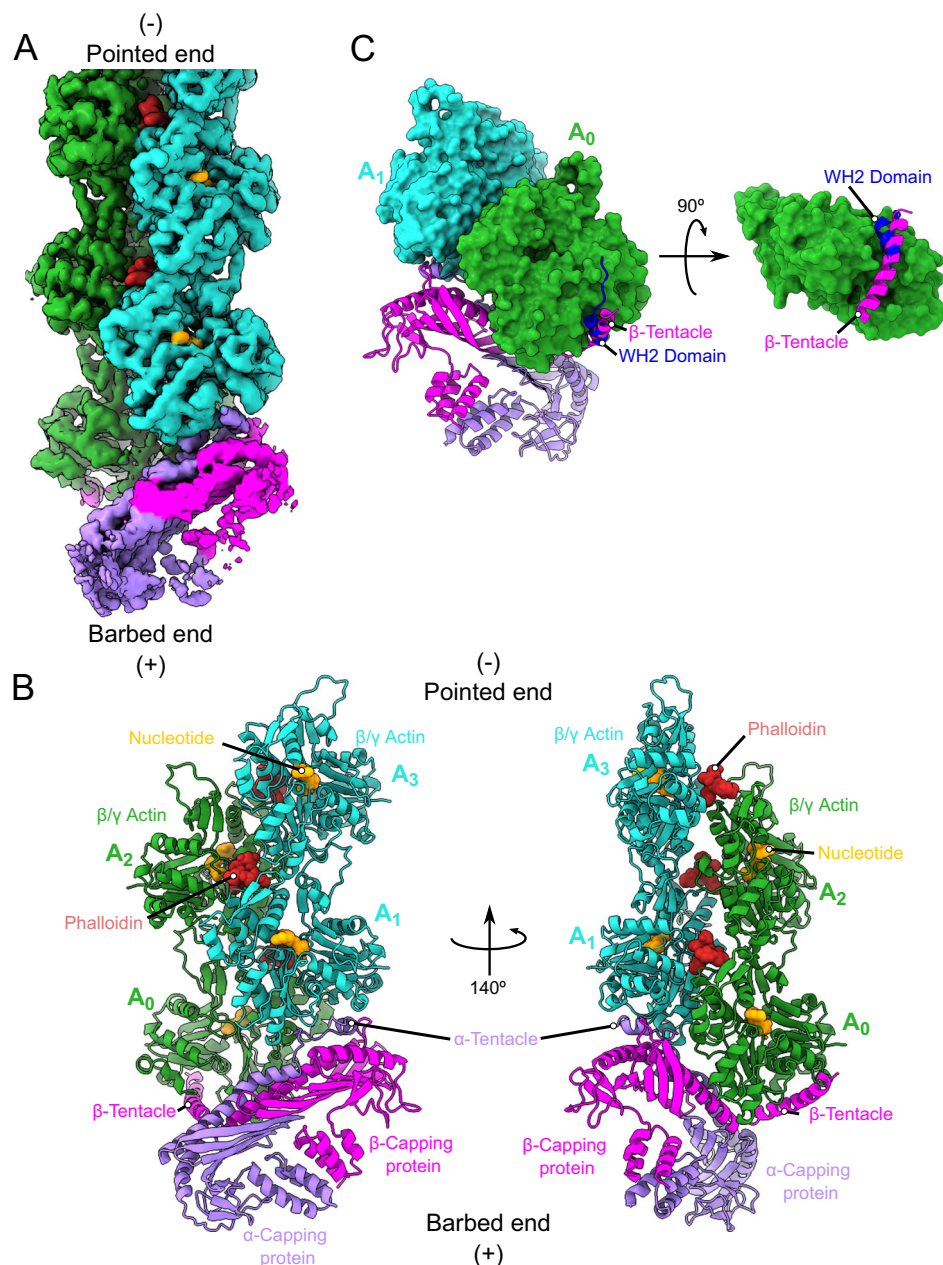 A
(-)
Pointed end
Barbed end
(+)
C
A₁
A₀
β-Tentacle
WH2 Domain
90º
WH2 Domain
β-Tentacle
B
(-)
Pointed end
Nucleotide
β/γ Actin
A₃
β/γ Actin
A₂
Phalloidin
A₁
A₀
140º
α-Tentacle
β-Tentacle
β-Capping
protein
α-Capping
protein
β/γ Actin
A₃
Phalloidin
β/γ Actin
Nucleotide
A₂
A₁
A₀
β-Tentacle
β-Capping
protein
α-Capping
protein
Barbed end
(+)